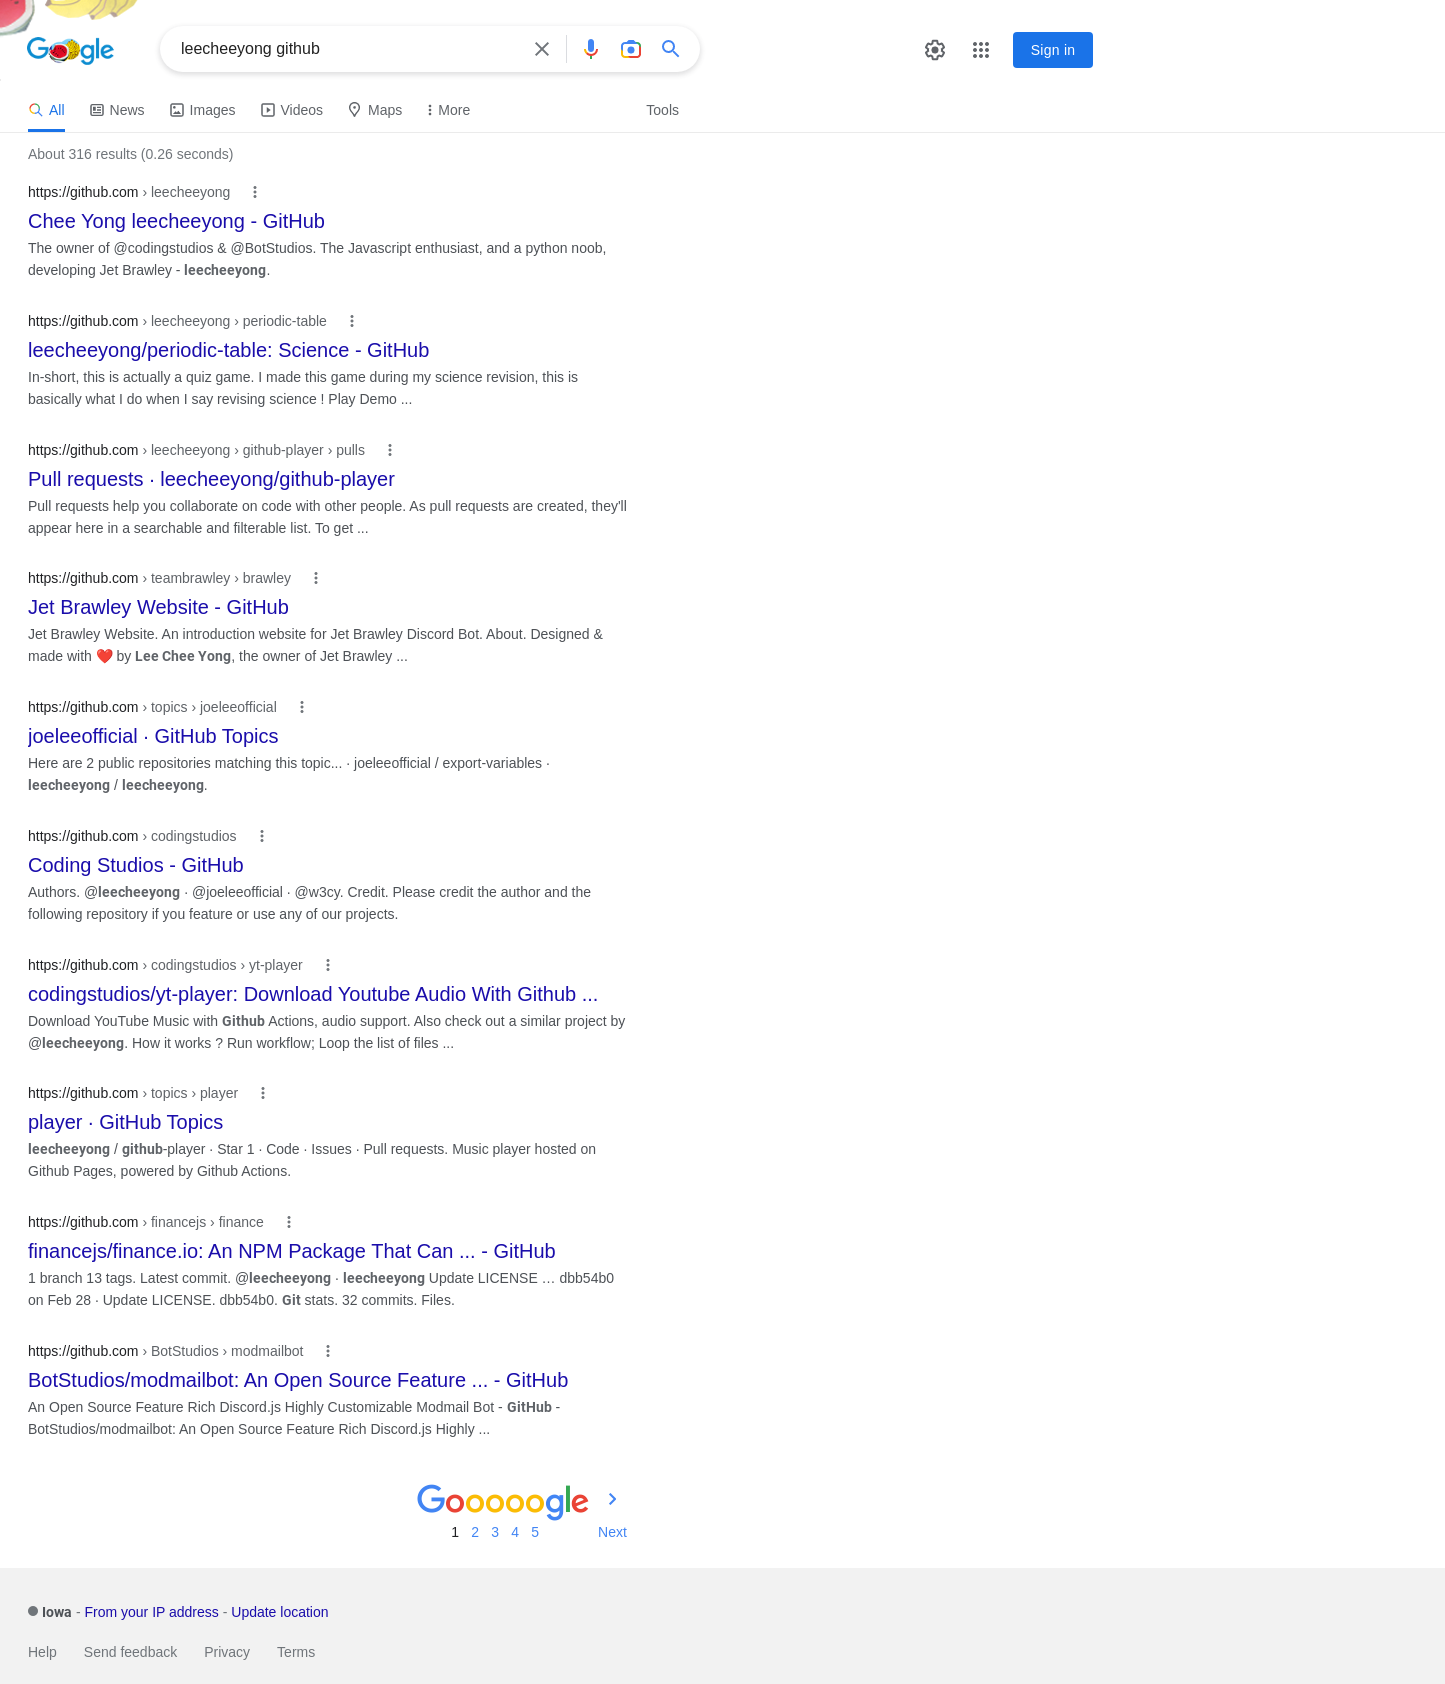 Google
leecheeyong github
Sign in
All
News
Images
Videos
Maps
More
Tools
About 316 results (0.26 seconds)
https://github.com › leecheeyong
Chee Yong leecheeyong - GitHub
The owner of @codingstudios & @BotStudios. The Javascript enthusiast, and a python noob,
developing Jet Brawley - leecheeyong.
https://github.com › leecheeyong › periodic-table
leecheeyong/periodic-table: Science - GitHub
In-short, this is actually a quiz game. I made this game during my science revision, this is
basically what I do when I say revising science ! Play Demo ...
https://github.com › leecheeyong › github-player › pulls
Pull requests · leecheeyong/github-player
Pull requests help you collaborate on code with other people. As pull requests are created, they'll
appear here in a searchable and filterable list. To get ...
https://github.com › teambrawley › brawley
Jet Brawley Website - GitHub
Jet Brawley Website. An introduction website for Jet Brawley Discord Bot. About. Designed &
made with ❤️ by Lee Chee Yong, the owner of Jet Brawley ...
https://github.com › topics › joeleeofficial
joeleeofficial · GitHub Topics
Here are 2 public repositories matching this topic... · joeleeofficial / export-variables ·
leecheeyong / leecheeyong.
https://github.com › codingstudios
Coding Studios - GitHub
Authors. @leecheeyong · @joeleeofficial · @w3cy. Credit. Please credit the author and the
following repository if you feature or use any of our projects.
https://github.com › codingstudios › yt-player
codingstudios/yt-player: Download Youtube Audio With Github ...
Download YouTube Music with Github Actions, audio support. Also check out a similar project by
@leecheeyong. How it works ? Run workflow; Loop the list of files ...
https://github.com › topics › player
player · GitHub Topics
leecheeyong / github-player · Star 1 · Code · Issues · Pull requests. Music player hosted on
Github Pages, powered by Github Actions.
https://github.com › financejs › finance
financejs/finance.io: An NPM Package That Can ... - GitHub
1 branch 13 tags. Latest commit. @leecheeyong · leecheeyong Update LICENSE … dbb54b0
on Feb 28 · Update LICENSE. dbb54b0. Git stats. 32 commits. Files.
https://github.com › BotStudios › modmailbot
BotStudios/modmailbot: An Open Source Feature ... - GitHub
An Open Source Feature Rich Discord.js Highly Customizable Modmail Bot - GitHub -
BotStudios/modmailbot: An Open Source Feature Rich Discord.js Highly ...
Goooooogle
1 2 3 4 5 Next
Iowa - From your IP address - Update location
Help Send feedback Privacy Terms